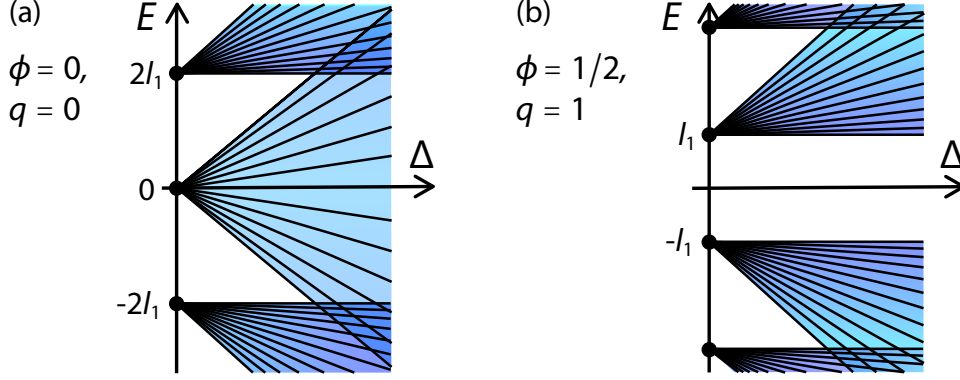 (a)
E
ϕ = 0,
q = 0
2l₁
0
-2l₁
Δ
(b)
E
ϕ = 1/2,
q = 1
l₁
-l₁
Δ